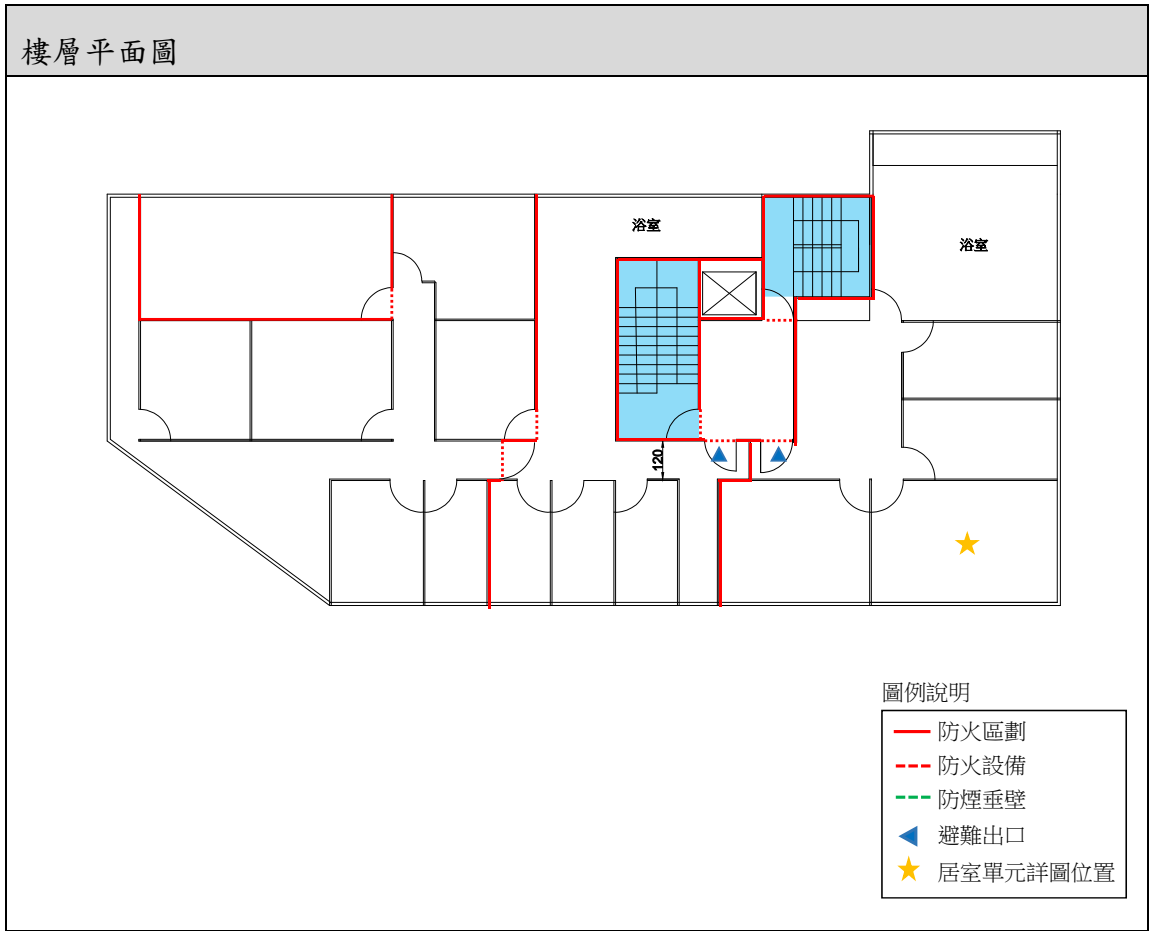 樓層平面圖
浴室
浴室
120
圖例說明
防火區劃
防火設備
防煙垂壁
避難出口
居室單元詳圖位置